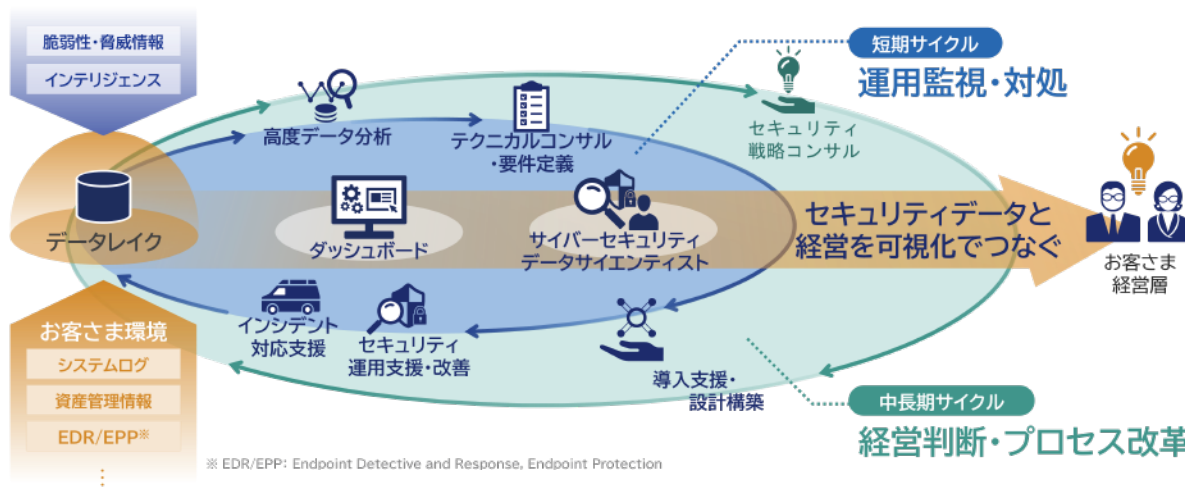 脆弱性・脅威情報
インテリジェンス
短期サイクル
運用監視・対処
高度データ分析
テクニカルコンサル
・要件定義
セキュリティ
戦略コンサル
データレイク
ダッシュボード
サイバーセキュリティ
データサイエンティスト
セキュリティデータと
経営を可視化でつなぐ
お客さま
経営層
インシデント
対応支援
セキュリティ
運用支援・改善
導入支援・
設計構築
お客さま環境
システムログ
資産管理情報
EDR/EPP※
⋮
中長期サイクル
経営判断・プロセス改革
※ EDR/EPP: Endpoint Detective and Response, Endpoint Protection